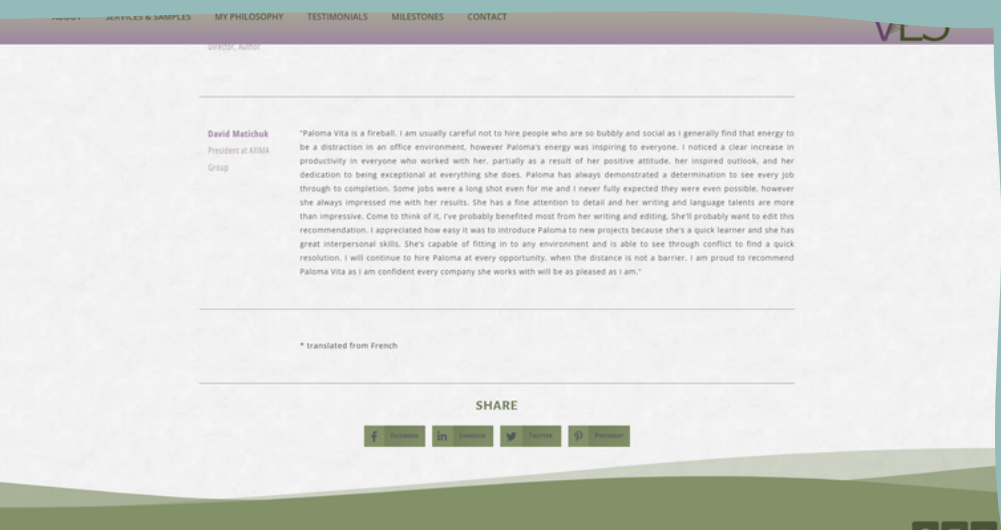 ABOUT SERVICES & SAMPLES MY PHILOSOPHY TESTIMONIALS MILESTONES CONTACT
VLS
Director, Author
David Matichuk
President at AXIMA
Group
"Paloma Vita is a fireball. I am usually careful not to hire people who are so bubbly and social as I generally find that energy to
be a distraction in an office environment, however Paloma's energy was inspiring to everyone. I noticed a clear increase in
productivity in everyone who worked with her, partially as a result of her positive attitude, her inspired outlook, and her
dedication to being exceptional at everything she does. Paloma has always demonstrated a determination to see every job
through to completion. Some jobs were a long shot even for me and I never fully expected they were even possible, however
she always impressed me with her results. She has a fine attention to detail and her writing and language talents are more
than impressive. Come to think of it, I've probably benefited most from her writing and editing. She'll probably want to edit this
recommendation. I appreciated how easy it was to introduce Paloma to new projects because she's a quick learner and she has
great interpersonal skills. She's capable of fitting in to any environment and is able to see through conflict to find a quick
resolution. I will continue to hire Paloma at every opportunity, when the distance is not a barrier. I am proud to recommend
Paloma Vita as I am confident every company she works with will be as pleased as I am."
* translated from French
SHARE
Facebook LinkedIn Twitter Pinterest